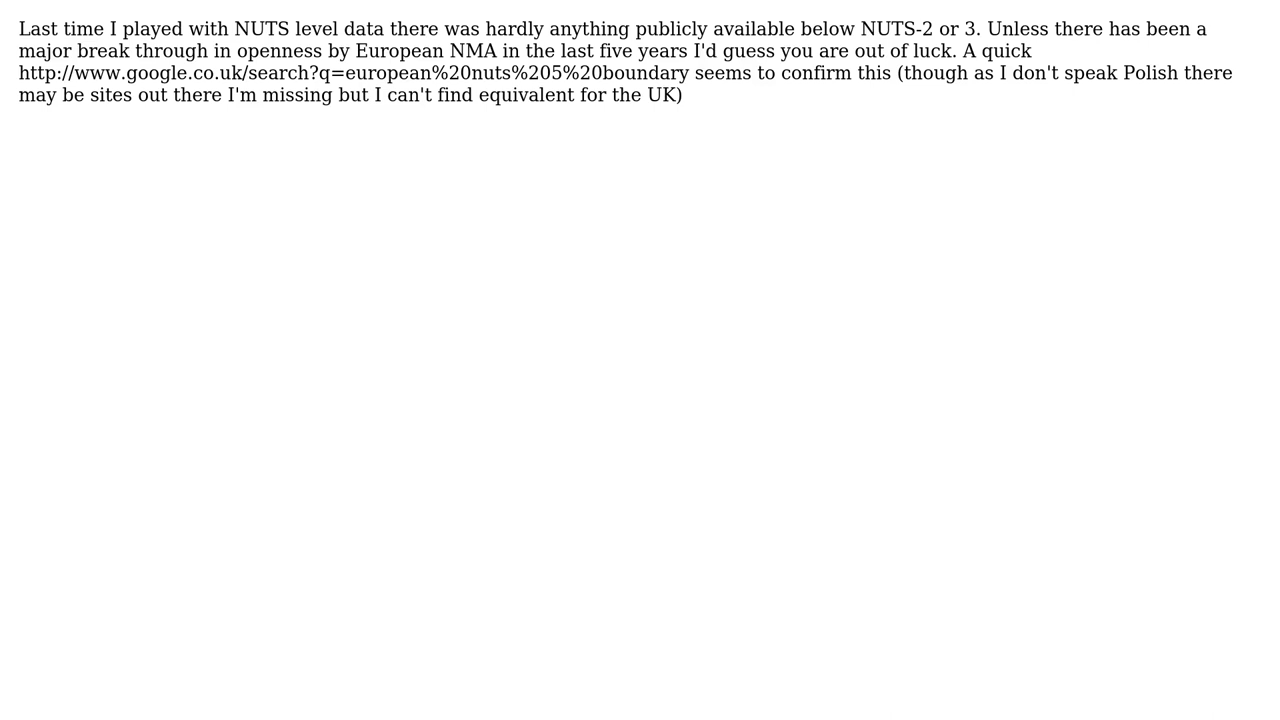 Last time I played with NUTS level data there was hardly anything publicly available below NUTS-2 or 3. Unless there has been a
major break through in openness by European NMA in the last five years I'd guess you are out of luck. A quick
http://www.google.co.uk/search?q=european%20nuts%205%20boundary seems to confirm this (though as I don't speak Polish there
may be sites out there I'm missing but I can't find equivalent for the UK)